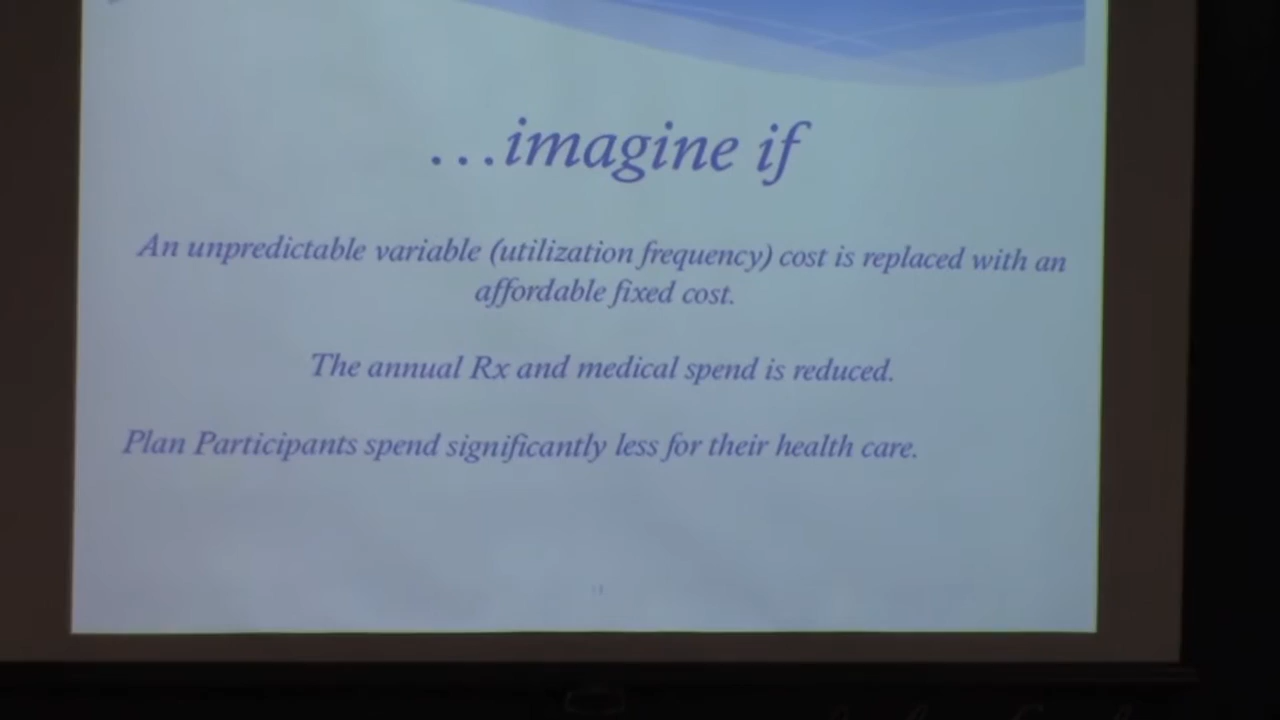 ...imagine if
An unpredictable variable (utilization frequency) cost is replaced with an
affordable fixed cost.
The annual Rx and medical spend is reduced.
Plan Participants spend significantly less for their health care.